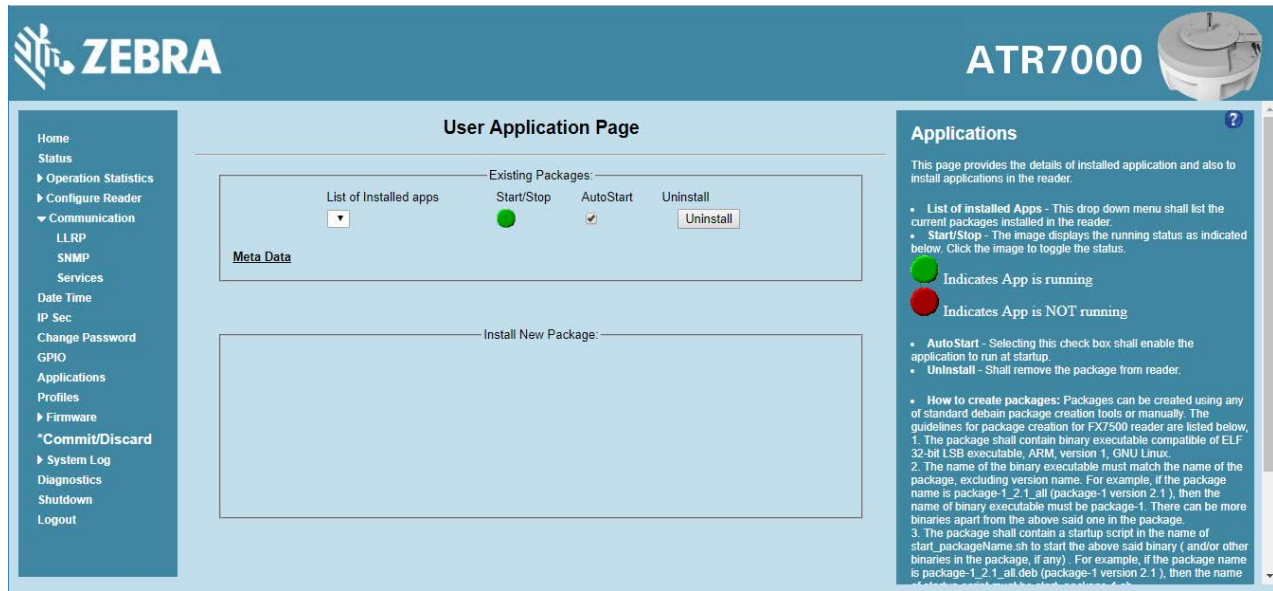 ZEBRA
ATR7000
Home
Status
Operation Statistics
Configure Reader
Communication
LLRP
SNMP
Services
Date Time
IP Sec
Change Password
GPIO
Applications
Profiles
Firmware
*Commit/Discard
System Log
Diagnostics
Shutdown
Logout
User Application Page
Existing Packages:
List of Installed apps Start/Stop AutoStart Uninstall
Uninstall
Meta Data
Install New Package:
?
Applications
This page provides the details of installed application and also to
install applications in the reader.
• List of installed Apps - This drop down menu shall list the
current packages installed in the reader.
• Start/Stop - The image displays the running status as indicated
below. Click the image to toggle the status.
Indicates App is running
Indicates App is NOT running
• AutoStart - Selecting this check box shall enable the
application to run at startup.
• Uninstall - Shall remove the package from reader.
• How to create packages: Packages can be created using any
of standard debain package creation tools or manually. The
guidelines for package creation for FX7500 reader are listed below,
1. The package shall contain binary executable compatible of ELF
32-bit LSB executable, ARM, version 1, GNU Linux.
2. The name of the binary executable must match the name of the
package, excluding version name. For example, if the package
name is package-1_2.1_all (package-1 version 2.1 ), then the
name of binary executable must be package-1. There can be more
binaries apart from the above said one in the package.
3. The package shall contain a startup script in the name of
start_packageName.sh to start the above said binary ( and/or other
binaries in the package, if any) . For example, if the package name
is package-1_2.1_all.deb (package-1 version 2.1 ), then the name